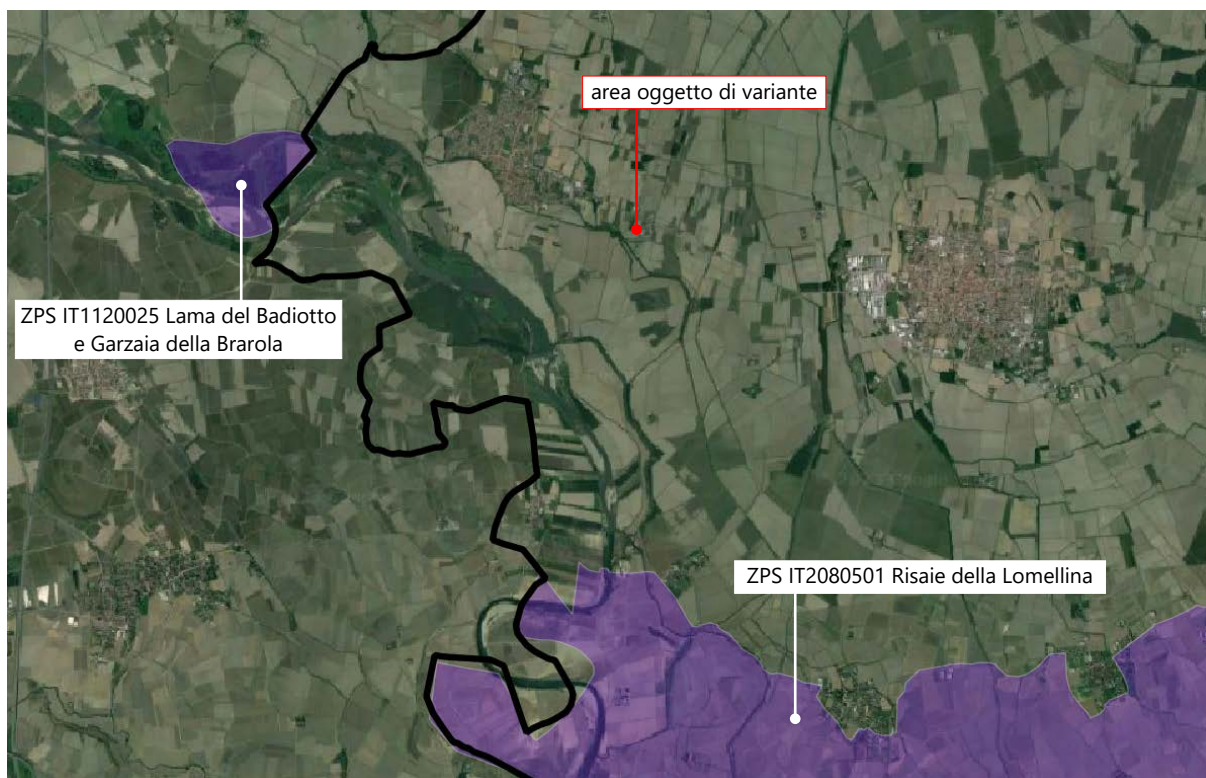 area oggetto di variante
ZPS IT1120025 Lama del Badiotto
e Garzaia della Brarola
ZPS IT2080501 Risaie della Lomellina